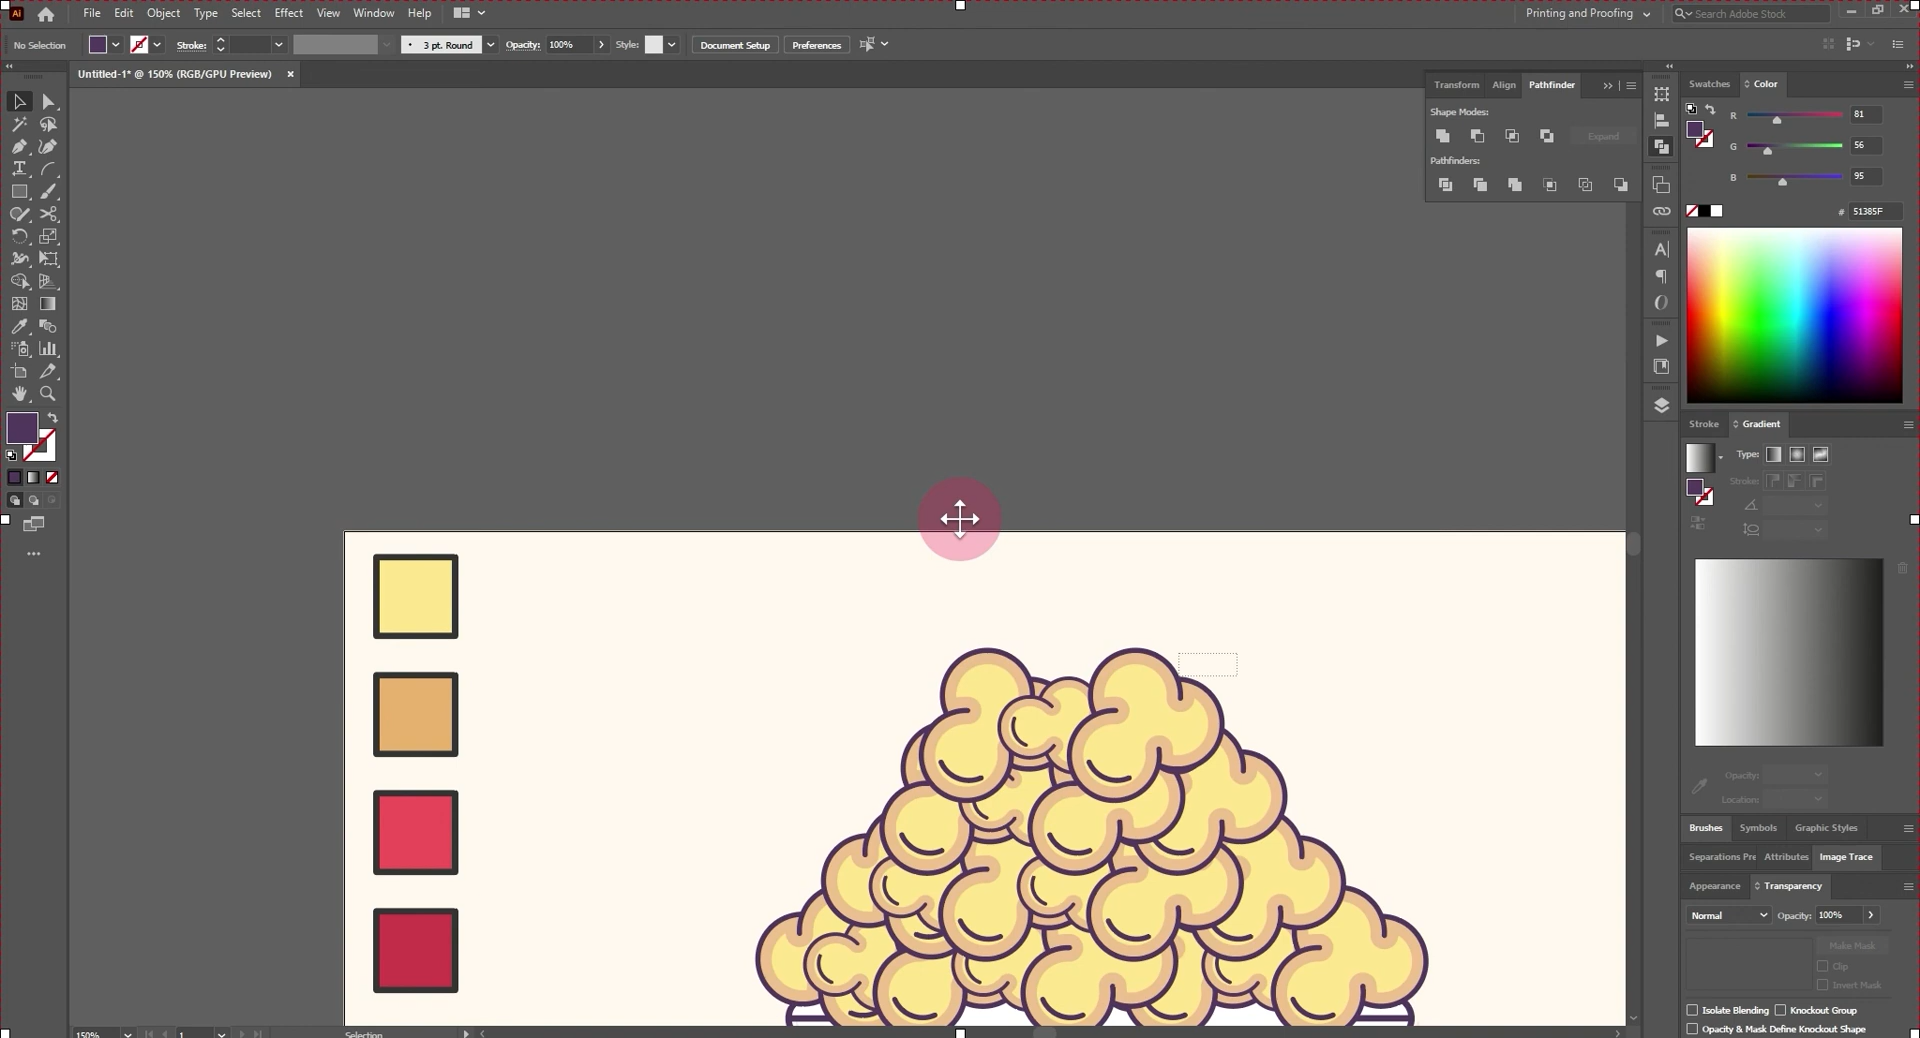 Ai File Edit Object Type Select Effect View Window Help Printing and Proofing Search Adobe Stock
No Selection Stroke: 3 pt. Round Opacity: 100% Style: Document Setup Preferences
Untitled-1* @ 150% (RGB/GPU Preview) ×
Transform Align Pathfinder
Shape Modes:
Expand
Pathfinders:
Swatches Color
R 81
G 56
B 95
# 51385F
Stroke Gradient
Type:
Stroke:
Opacity:
Location:
Brushes Symbols Graphic Styles
Separations Pre Attributes Image Trace
Appearance Transparency
Normal Opacity: 100%
Make Mask
Clip
Invert Mask
Isolate Blending Knockout Group
Opacity & Mask Define Knockout Shape
150% 1 Selection